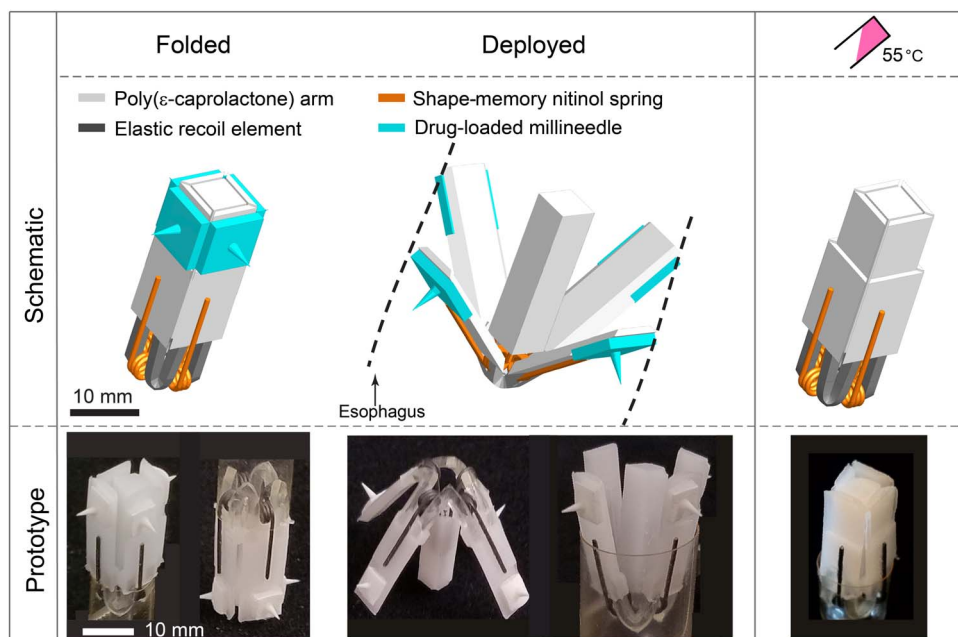 Folded
Deployed
55 °C
Poly(ε-caprolactone) arm
Shape-memory nitinol spring
Elastic recoil element
Drug-loaded millineedle
Schematic
10 mm
Esophagus
Prototype
10 mm